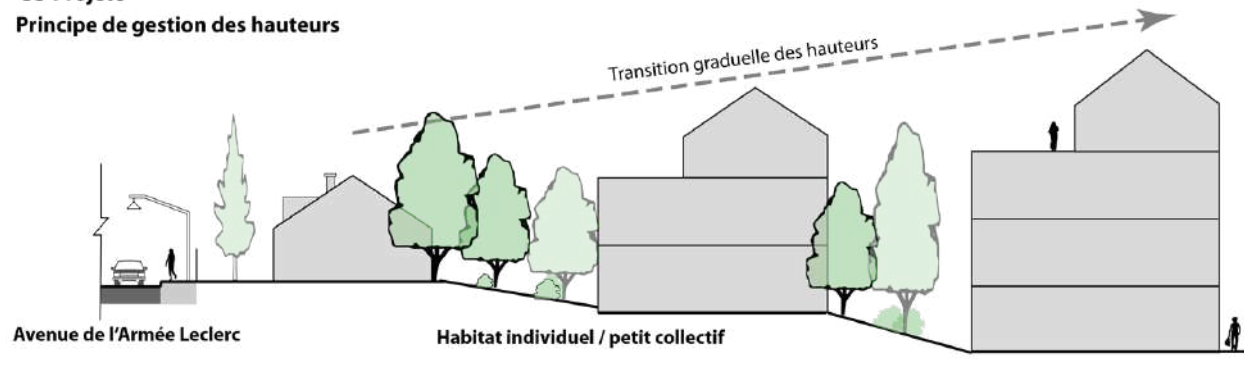 Principe de gestion des hauteurs
Transition graduelle des hauteurs
Avenue de l'Armée Leclerc
Habitat individuel / petit collectif